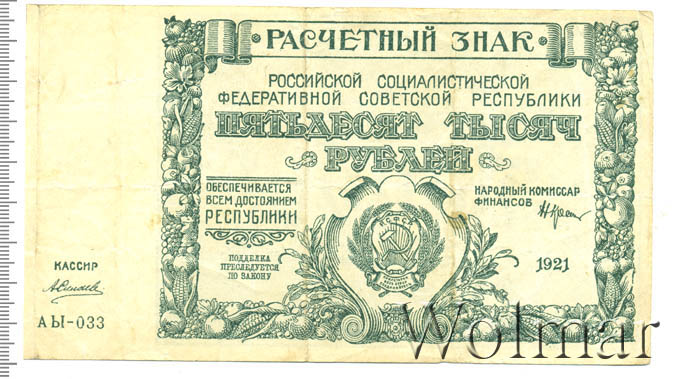 РАСЧЕТНЫЙ ЗНАК
РОССИЙСКОЙ СОЦИАЛИСТИЧЕСКОЙ
ФЕДЕРАТИВНОЙ СОВЕТСКОЙ РЕСПУБЛИКИ
ПЯТЬДЕСЯТ ТЫСЯЧ
РУБЛЕЙ
ОБЕСПЕЧИВАЕТСЯ
ВСЕМ ДОСТОЯНИЕМ
РЕСПУБЛИКИ
НАРОДНЫЙ КОМИССАР
ФИНАНСОВ
ПОДДЕЛКА
ПРЕСЛЕДУЕТСЯ
ПО ЗАКОНУ
1921
КАССИР
АЫ-033
Wolmar